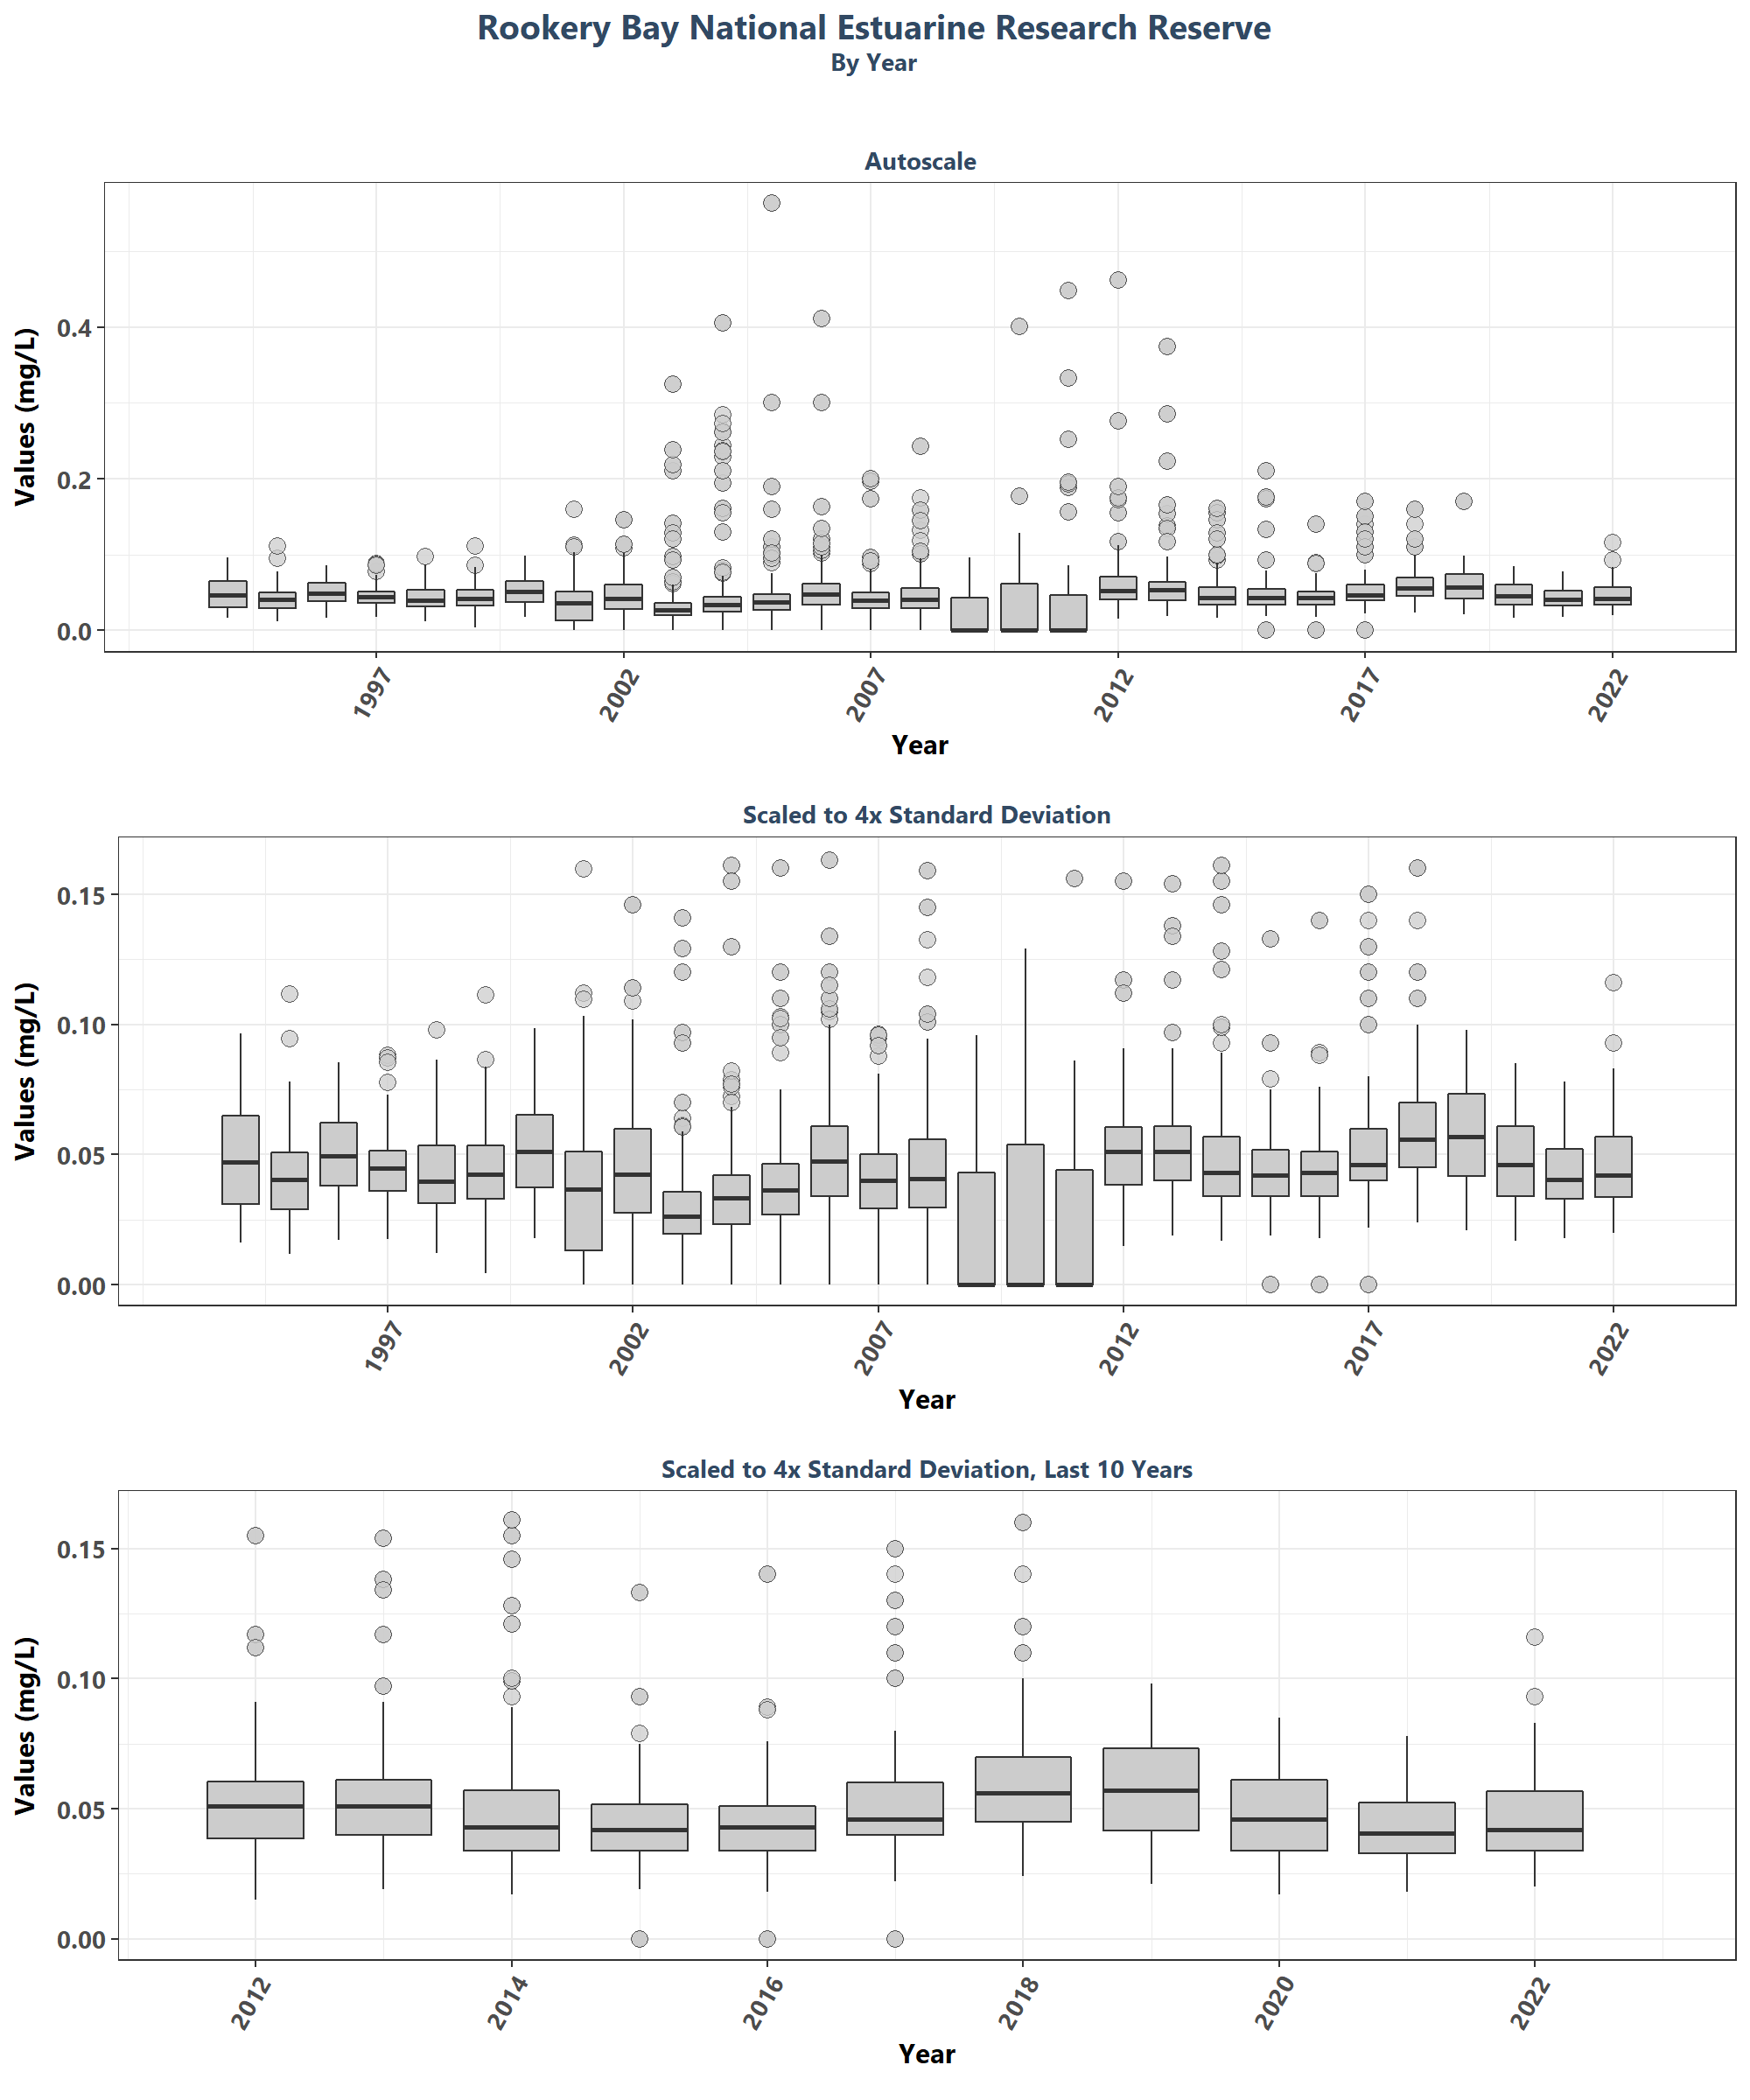 Rookery Bay National Estuarine Research Reserve
By Year
Autoscale
Values (mg/L)
0.4
0.2
0.0
1997
2002
2007
2012
2017
2022
Year
Scaled to 4x Standard Deviation
Values (mg/L)
0.15
0.10
0.05
0.00
1997
2002
2007
2012
2017
2022
Year
Scaled to 4x Standard Deviation, Last 10 Years
Values (mg/L)
0.15
0.10
0.05
0.00
2012
2014
2016
2018
2020
2022
Year